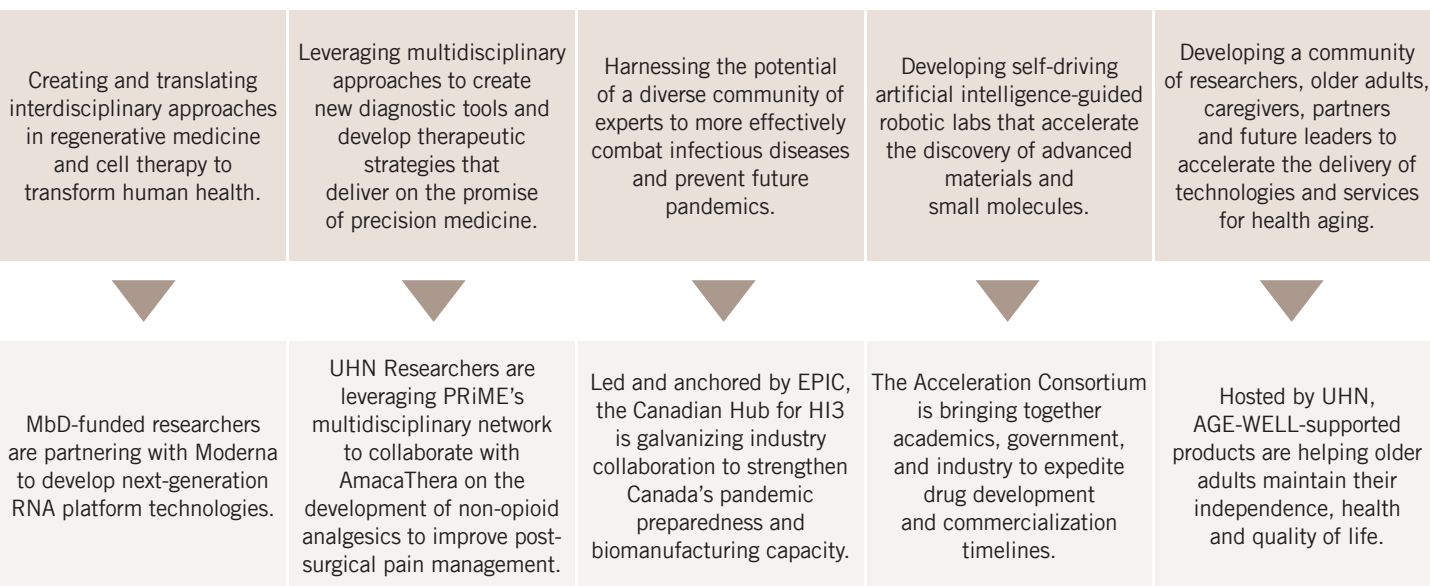 Creating and translating
interdisciplinary approaches
in regenerative medicine
and cell therapy to
transform human health.
Leveraging multidisciplinary
approaches to create
new diagnostic tools and
develop therapeutic
strategies that
deliver on the promise
of precision medicine.
Harnessing the potential
of a diverse community of
experts to more effectively
combat infectious diseases
and prevent future
pandemics.
Developing self-driving
artificial intelligence-guided
robotic labs that accelerate
the discovery of advanced
materials and
small molecules.
Developing a community
of researchers, older adults,
caregivers, partners
and future leaders to
accelerate the delivery of
technologies and services
for health aging.
MbD-funded researchers
are partnering with Moderna
to develop next-generation
RNA platform technologies.
UHN Researchers are
leveraging PRiME’s
multidisciplinary network
to collaborate with
AmacaThera on the
development of non-opioid
analgesics to improve post-
surgical pain management.
Led and anchored by EPIC,
the Canadian Hub for HI3
is galvanizing industry
collaboration to strengthen
Canada’s pandemic
preparedness and
biomanufacturing capacity.
The Acceleration Consortium
is bringing together
academics, government,
and industry to expedite
drug development
and commercialization
timelines.
Hosted by UHN,
AGE-WELL-supported
products are helping older
adults maintain their
independence, health
and quality of life.